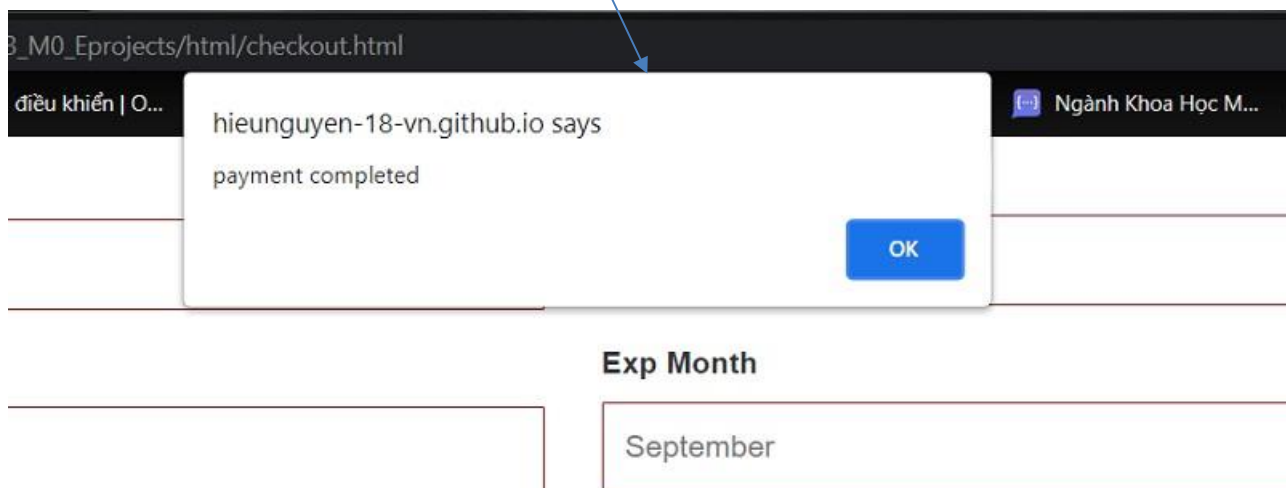 3_M0_Eprojects/html/checkout.html
điều khiển | O...
Ngành Khoa Học M...
hieunguyen-18-vn.github.io says
payment completed
OK
Exp Month
September